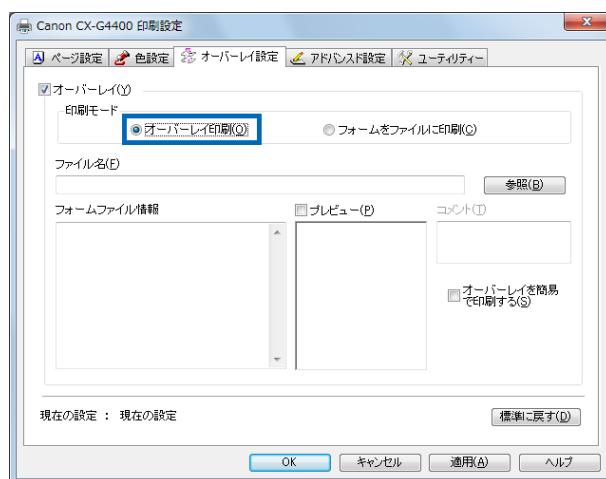 Canon CX-G4400 印刷設定
ページ設定 色設定 オーバーレイ設定 アドバンスド設定 ユーティリティー
オーバーレイ(Y)
印刷モード
オーバーレイ印刷(O) フォームをファイルに印刷(C)
ファイル名(F)
参照(B)
フォームファイル情報 プレビュー(P) コメント(T)
オーバーレイを簡易
で印刷する(S)
現在の設定 : 現在の設定
標準に戻す(D)
OK キャンセル 適用(A) ヘルプ